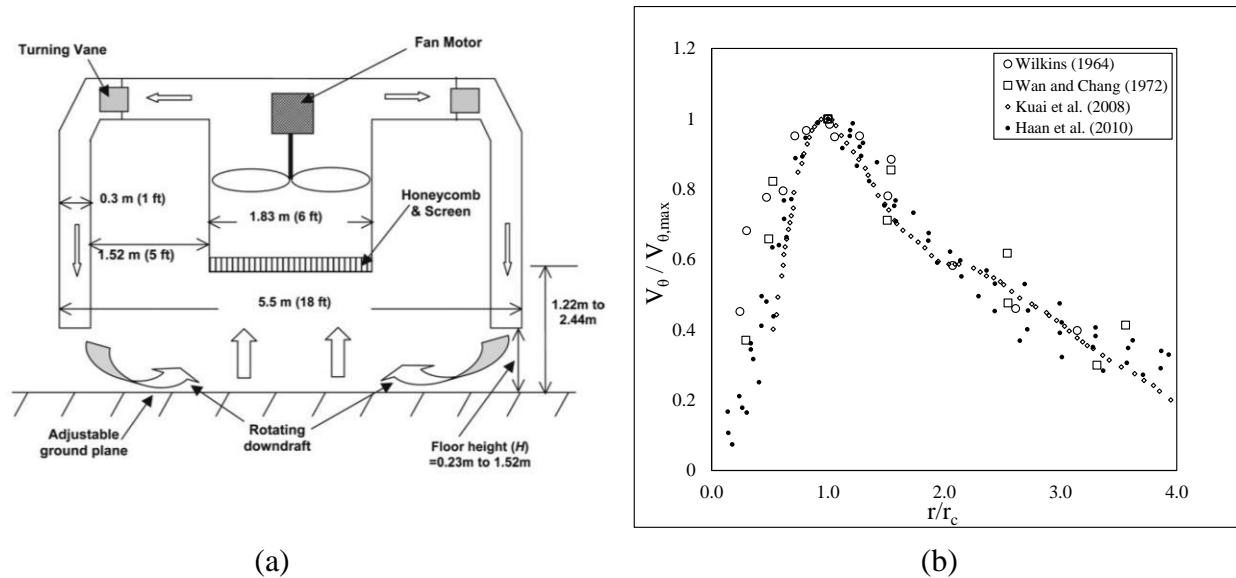 Turning Vane
Fan Motor
0.3 m (1 ft)
1.83 m (6 ft)
Honeycomb
& Screen
1.52 m (5 ft)
5.5 m (18 ft)
1.22m to
2.44m
Adjustable
ground plane
Rotating
downdraft
Floor height (H)
=0.23m to 1.52m
(a)
1.2
1
0.8
0.6
0.4
0.2
0
Vθ / Vθ,max
Wilkins (1964)
Wan and Chang (1972)
Kuai et al. (2008)
Haan et al. (2010)
0.0 1.0 2.0 3.0 4.0
r/rc
(b)